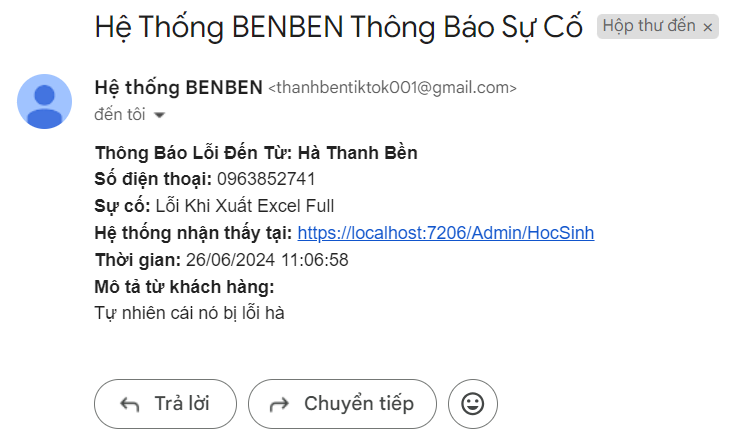 Hệ Thống BENBEN Thông Báo Sự Cố Hộp thư đến ×
Hệ thống BENBEN <thanhbentiktok001@gmail.com>
đến tôi
Thông Báo Lỗi Đến Từ: Hà Thanh Bền
Số điện thoại: 0963852741
Sự cố: Lỗi Khi Xuất Excel Full
Hệ thống nhận thấy tại: https://localhost:7206/Admin/HocSinh
Thời gian: 26/06/2024 11:06:58
Mô tả từ khách hàng:
Tự nhiên cái nó bị lỗi hà
Trả lời Chuyển tiếp